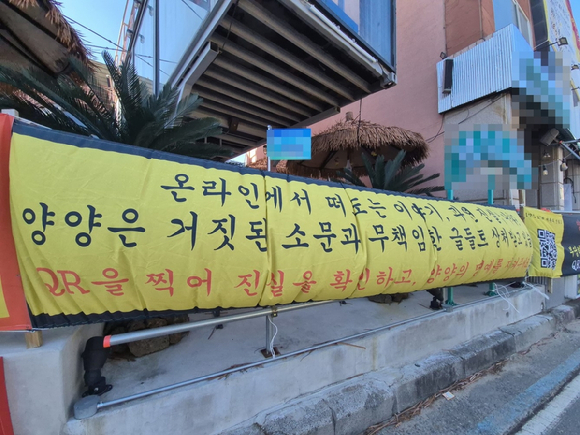 온라인에서 떠도는 이야기
양양은 거짓된 소문과 무책임한 글들로 상처받고
QR을 찍어 진실을 확인하고, 양양의